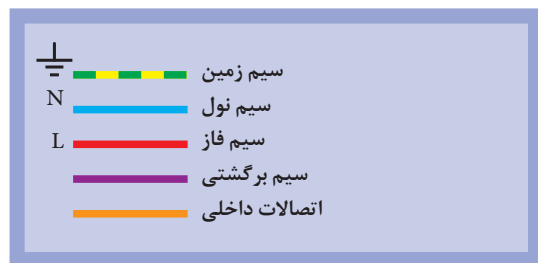 سیم زمین
N سیم نول
L سیم فاز
سیم برگشتی
اتصالات داخلی